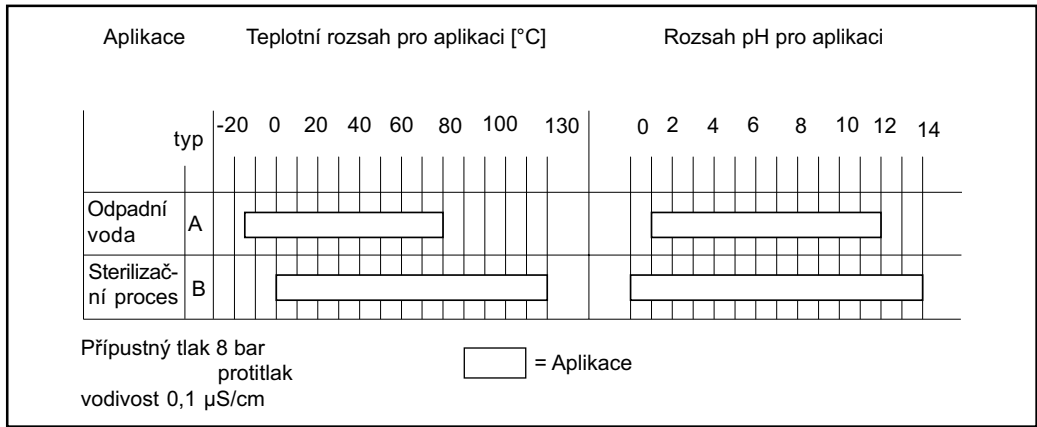 Aplikace Teplotní rozsah pro aplikaci [°C] Rozsah pH pro aplikaci
typ -20 0 20 40 60 80 100 130 0 2 4 6 8 10 12 14
Odpadní
voda A
Sterilizač-
ní proces B
Přípustný tlak 8 bar
protitlak
= Aplikace
vodivost 0,1 µS/cm